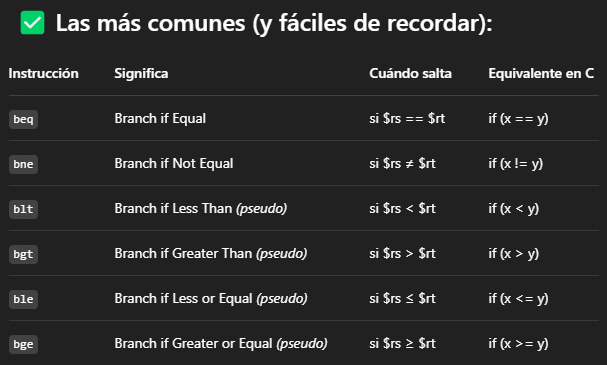 ✅ Las más comunes (y fáciles de recordar):
Instrucción Significa Cuándo salta Equivalente en C
beq Branch if Equal si $rs == $rt if (x == y)
bne Branch if Not Equal si $rs ≠ $rt if (x != y)
blt Branch if Less Than (pseudo) si $rs < $rt if (x < y)
bgt Branch if Greater Than (pseudo) si $rs > $rt if (x > y)
ble Branch if Less or Equal (pseudo) si $rs ≤ $rt if (x <= y)
bge Branch if Greater or Equal (pseudo) si $rs ≥ $rt if (x >= y)